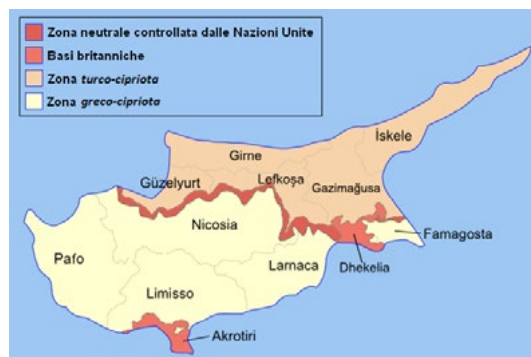 Zona neutrale controllata dalle Nazioni Unite
Basi britanniche
Zona turco-cipriota
Zona greco-cipriota
İskele
Girne
Lefkoşa
Güzelyurt
Gazimağusa
Nicosia
Famagosta
Pafo
Larnaca
Dhekelia
Limisso
Akrotiri